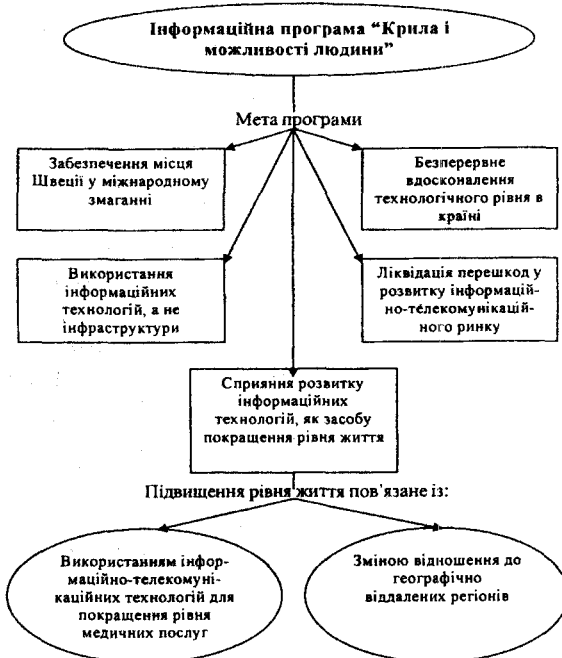 Інформаційна програма “Крила і
можливості людини”
Мета програми
Забезпечення місця
Швеції у міжнародному
змаганні
Безперервне
вдосконалення
технологічного рівня в
країні
Використання
інформаційних
технологій, а не
інфраструктури
Ліквідація перешкод у
розвитку інформацій-
но-телекомунікацій-
ного ринку
Сприяння розвитку
інформаційних
технологій, як засобу
покращення рівня життя
Підвищення рівня життя пов’язане із:
Використанням інфор-
маційно-телекомуні-
каційних технологій для
покращення рівня
медичних послуг
Зміною відношення до
географічно
віддалених регіонів